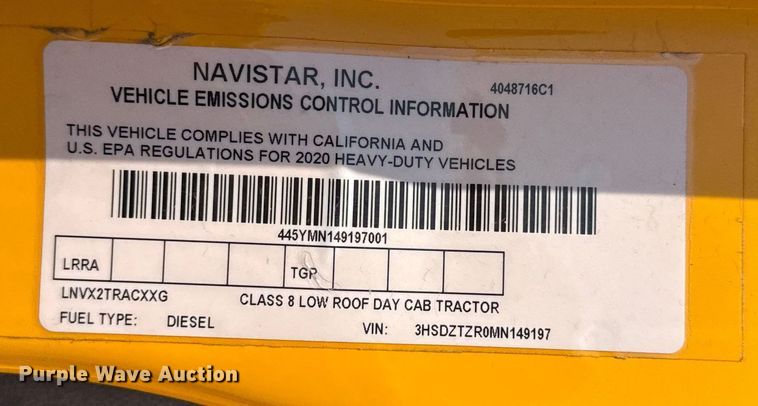 NAVISTAR, INC.
4048716C1
VEHICLE EMISSIONS CONTROL INFORMATION
THIS VEHICLE COMPLIES WITH CALIFORNIA AND
U.S. EPA REGULATIONS FOR 2020 HEAVY-DUTY VEHICLES
445YMN149197001
LRRA TGP
LNVX2TRACXXG CLASS 8 LOW ROOF DAY CAB TRACTOR
FUEL TYPE: DIESEL VIN: 3HSDZTZR0MN149197
Purple Wave Auction